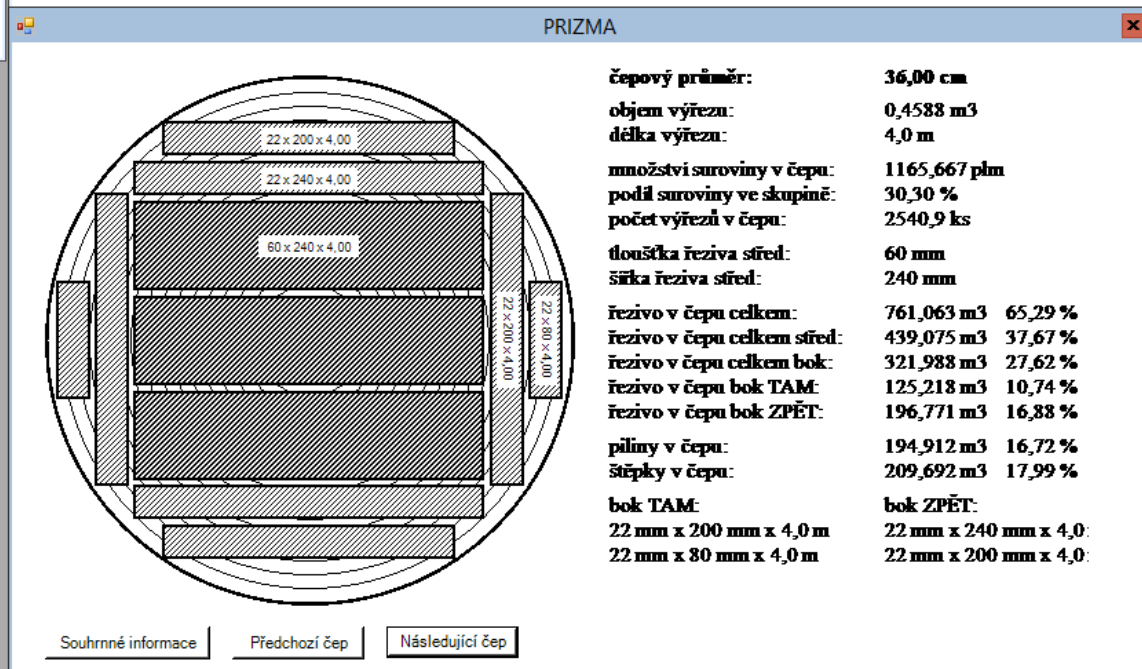 PRIZMA
22 x 200 x 4,00
22 x 240 x 4,00
60 x 240 x 4,00
22 x 200 x 4,00
22 x 80 x 4,00
čepový průměr: 36,00 cm
objem výřezu: 0,4588 m3
délka výřezu: 4,0 m
množství suroviny v čepu: 1165,667 plm
podíl suroviny ve skupině: 30,30 %
počet výřezů v čepu: 2540,9 ks
tloušťka řeziva střed: 60 mm
šířka řeziva střed: 240 mm
řezivo v čepu celkem: 761,063 m3 65,29 %
řezivo v čepu celkem střed: 439,075 m3 37,67 %
řezivo v čepu celkem bok: 321,988 m3 27,62 %
řezivo v čepu bok TAM: 125,218 m3 10,74 %
řezivo v čepu bok ZPĚT: 196,771 m3 16,88 %
piliny v čepu: 194,912 m3 16,72 %
štěpky v čepu: 209,692 m3 17,99 %
bok TAM: bok ZPĚT:
22 mm x 200 mm x 4,0 m 22 mm x 240 mm x 4,0
22 mm x 80 mm x 4,0 m 22 mm x 200 mm x 4,0
Souhrnné informace Předchozí čep Následující čep